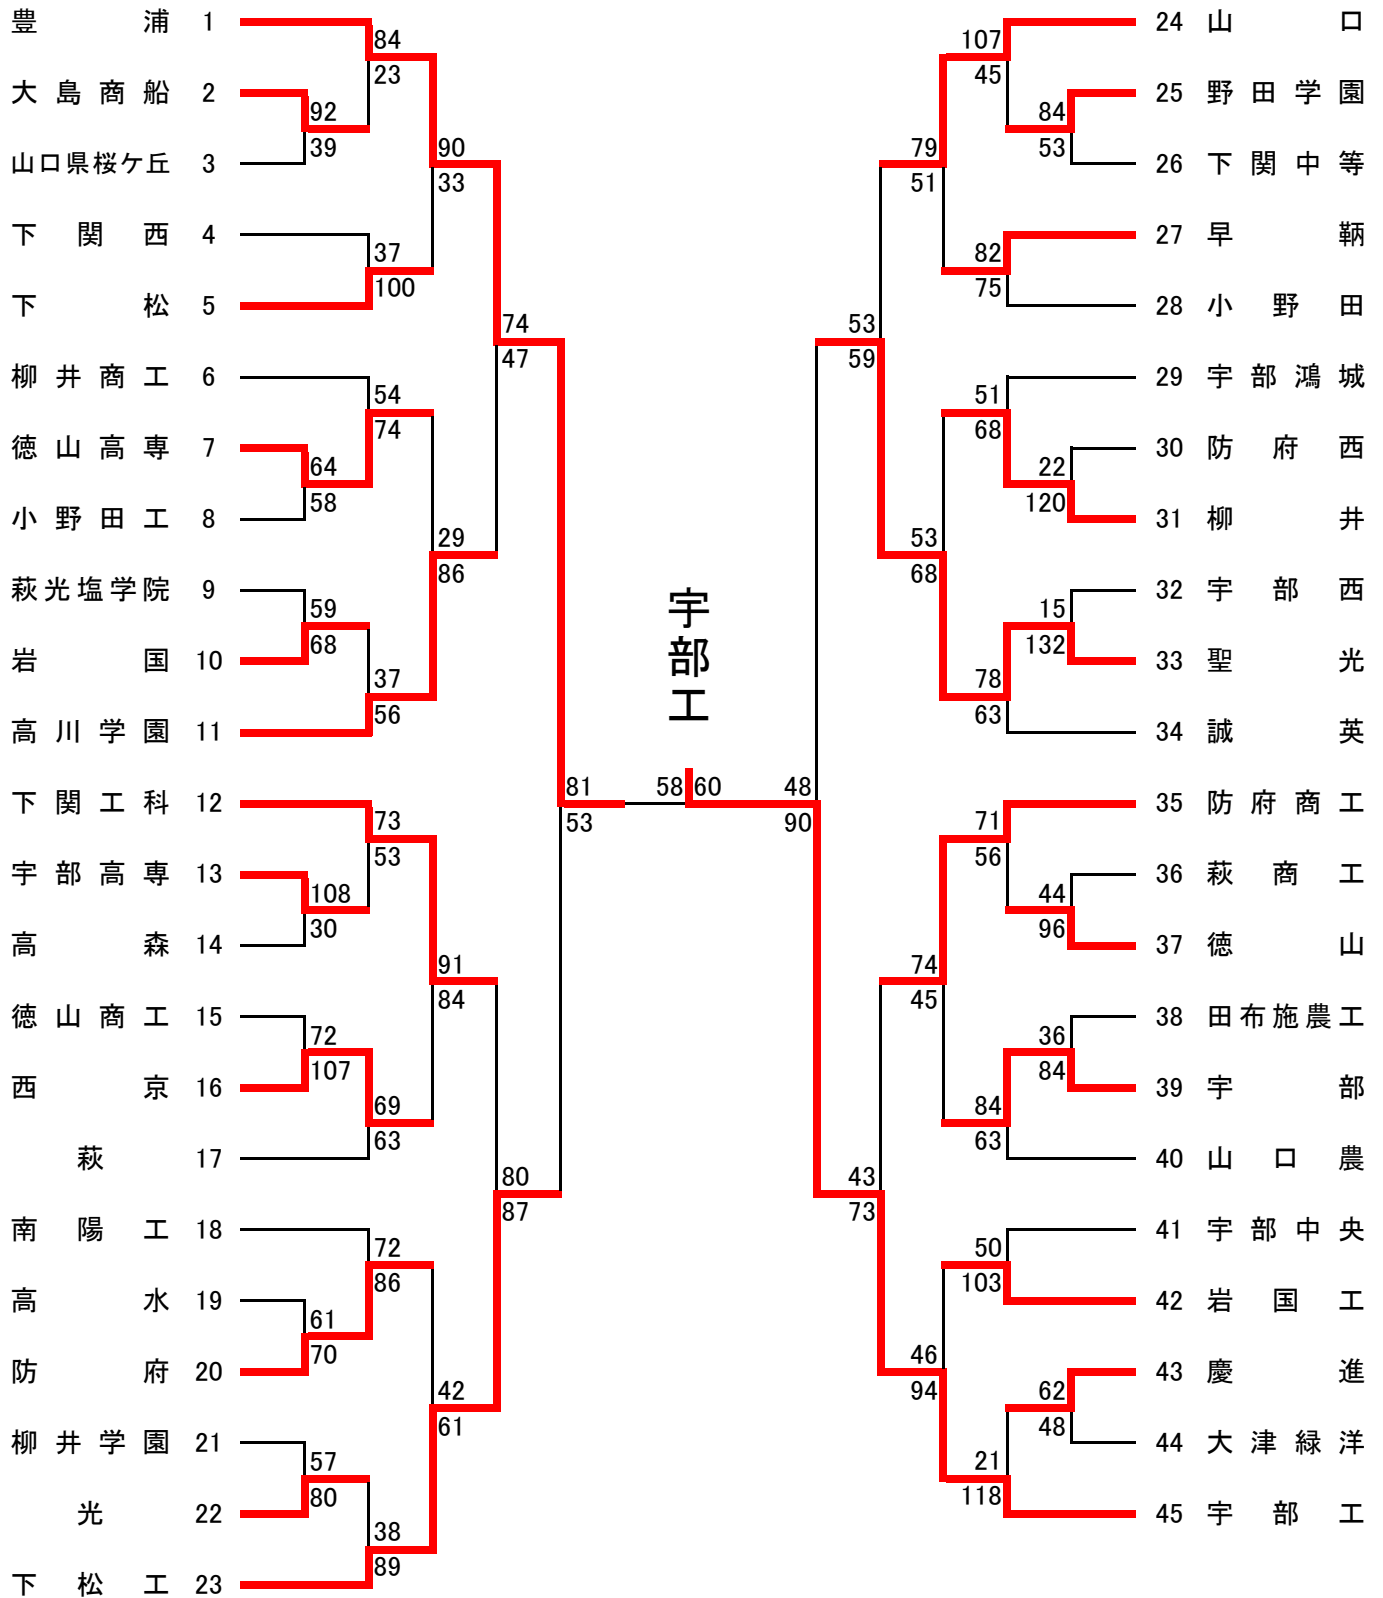 豊浦 1
大島商船 2
山口県桜ケ丘 3
下関西 4
下松 5
柳井商工 6
徳山高専 7
小野田工 8
萩光塩学院 9
岩国 10
高川学園 11
下関工科 12
宇部高専 13
高森 14
徳山商工 15
西京 16
萩 17
南陽工 18
高水 19
防府 20
柳井学園 21
光 22
下松工 23
84
23
92
39
90
33
37
100
74
47
54
74
64
58
29
86
59
68
37
56
81
53
73
53
108
30
91
84
72
107
69
63
80
87
72
86
61
70
42
61
57
80
38
89
宇部工
58 60
107
45
84
53
79
51
82
75
53
59
51
68
22
120
53
68
15
132
78
63
48
90
71
56
44
96
74
45
36
84
84
63
43
73
50
103
46
94
62
48
21
118
24 山口
25 野田学園
26 下関中等
27 早鞆
28 小野田
29 宇部鴻城
30 防府西
31 柳井
32 宇部西
33 聖光
34 誠英
35 防府商工
36 萩商工
37 徳山
38 田布施農工
39 宇部
40 山口農
41 宇部中央
42 岩国工
43 慶進
44 大津緑洋
45 宇部工